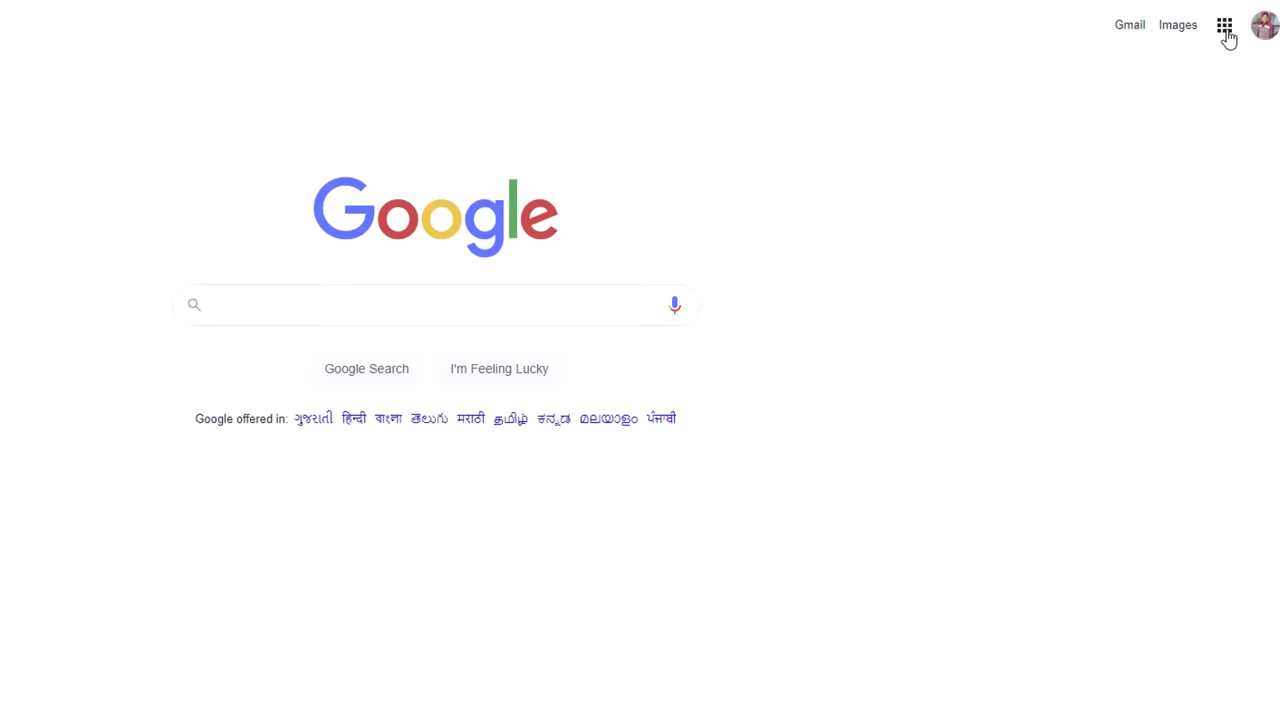 Gmail Images
Google
Google Search I'm Feeling Lucky
Google offered in: ગુજરાતી हिन्दी বাংলা తెలుగు मराठी தமிழ் ಕನ್ನಡ മലയാളം ਪੰਜਾਬੀ